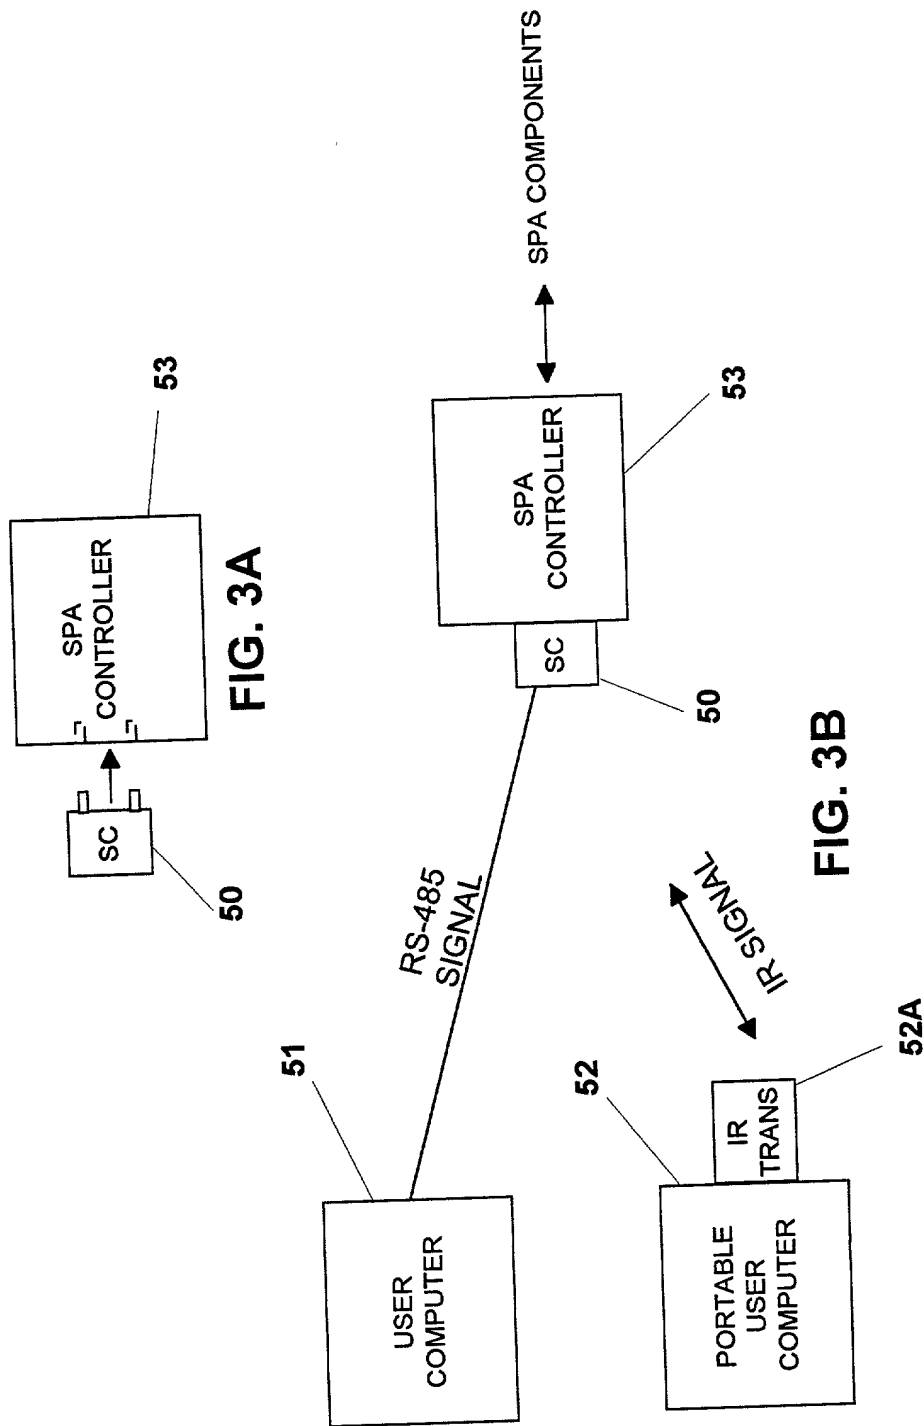 SC
50
SPA
CONTROLLER
53
FIG. 3A
USER
COMPUTER
51
RS-485
SIGNAL
SC
50
SPA
CONTROLLER
53
SPA COMPONENTS
PORTABLE
USER
COMPUTER
52
IR
TRANS
52A
IR SIGNAL
FIG. 3B